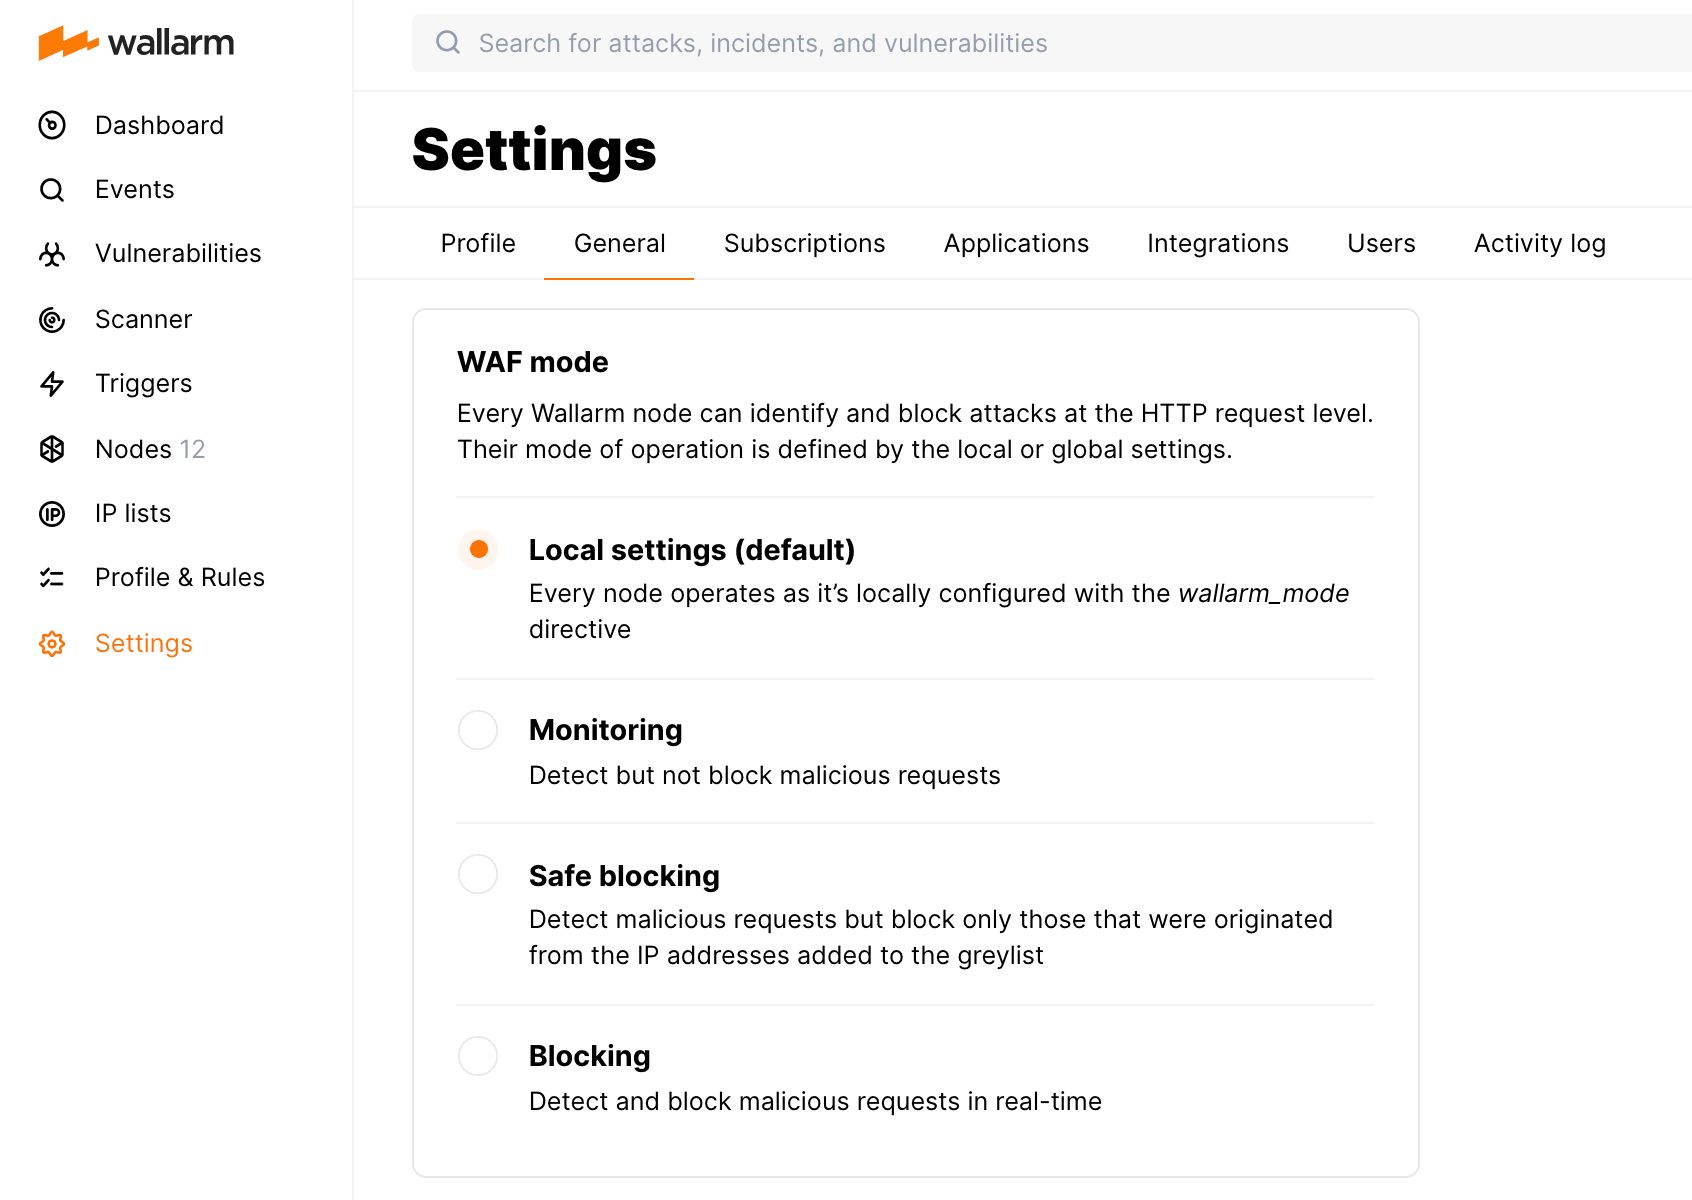 wallarm
Search for attacks, incidents, and vulnerabilities
Dashboard
Events
Vulnerabilities
Scanner
Triggers
Nodes 12
IP lists
Profile & Rules
Settings
Settings
Profile
General
Subscriptions
Applications
Integrations
Users
Activity log
WAF mode
Every Wallarm node can identify and block attacks at the HTTP request level.
Their mode of operation is defined by the local or global settings.
Local settings (default)
Every node operates as it’s locally configured with the wallarm_mode
directive
Monitoring
Detect but not block malicious requests
Safe blocking
Detect malicious requests but block only those that were originated
from the IP addresses added to the greylist
Blocking
Detect and block malicious requests in real-time